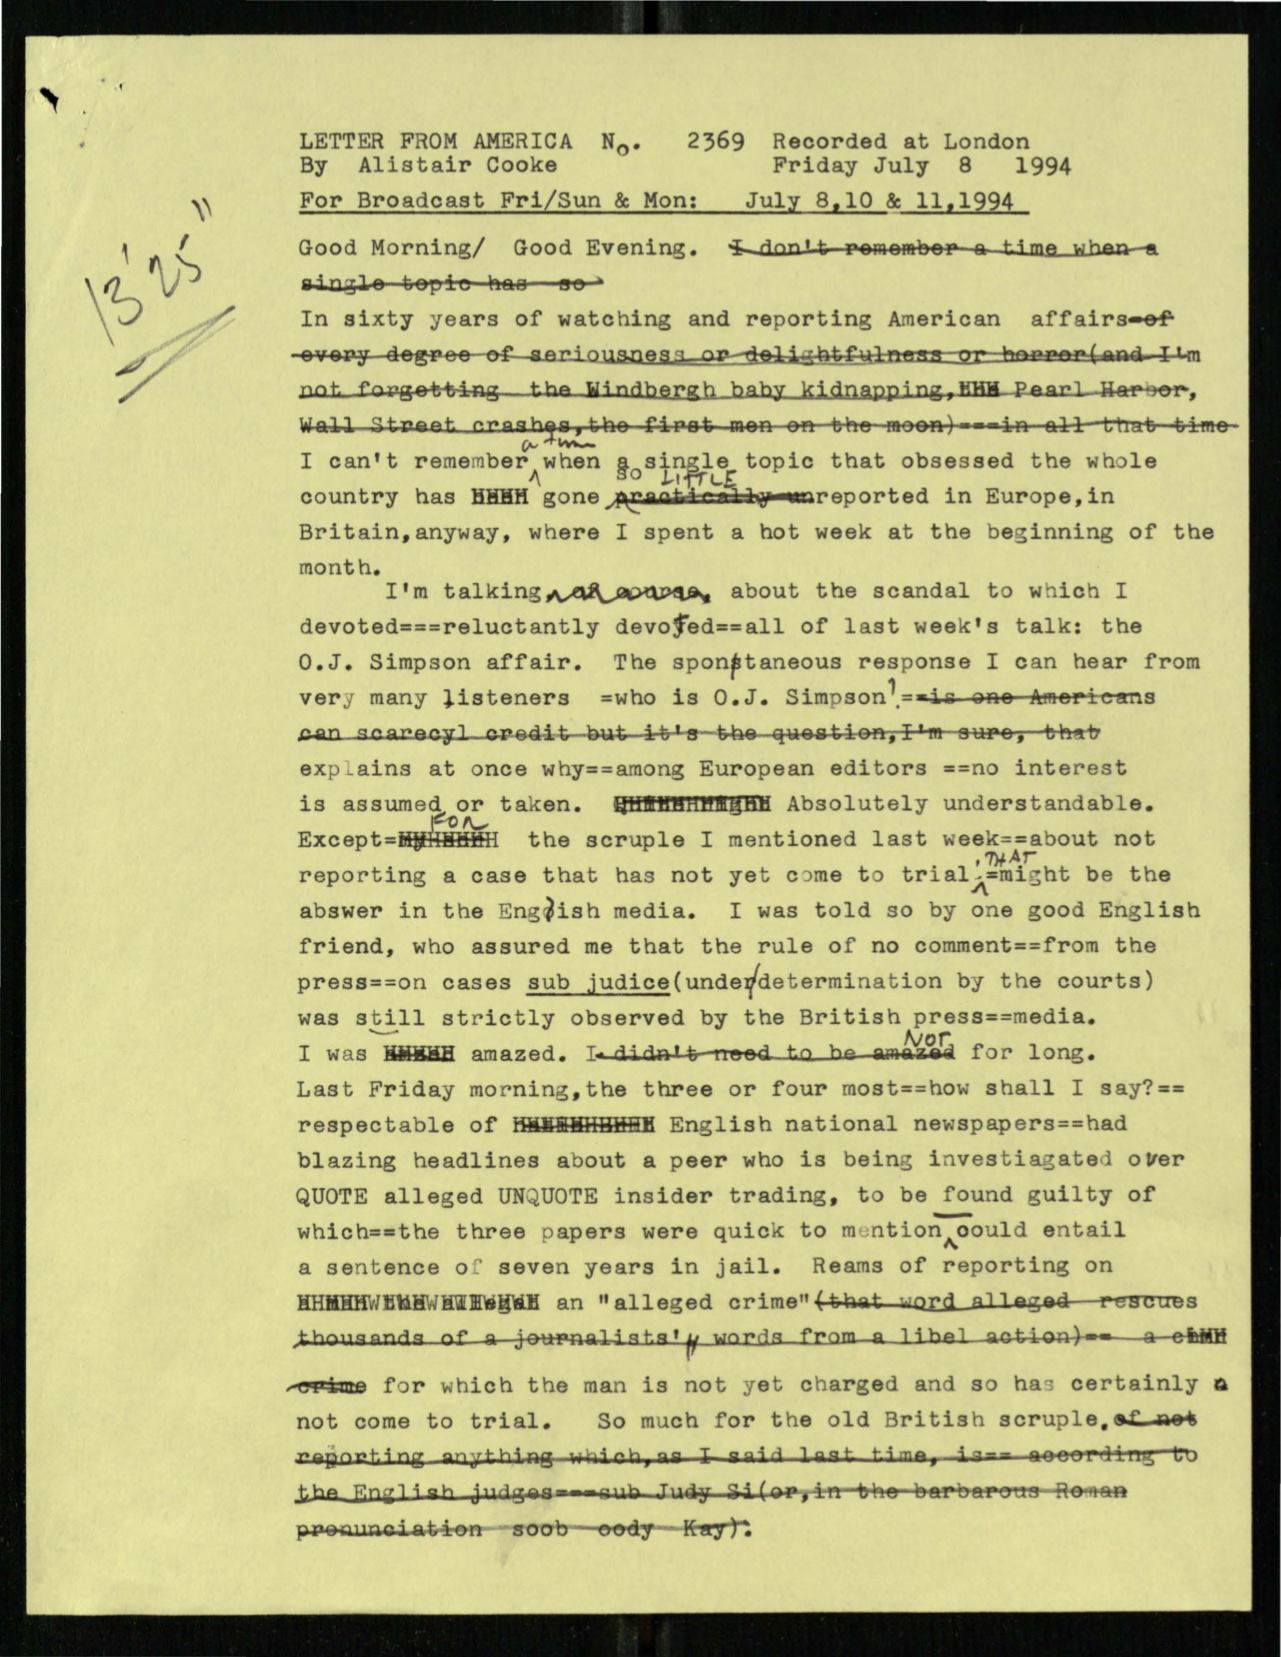 LETTER FROM AMERICA No. 2369 Recorded at London
By Alistair Cooke Friday July 8 1994
For Broadcast Fri/Sun & Mon: July 8,10 & 11,1994
13'25"
Good Morning/ Good Evening. I don't remember a time when a
single topic has so
In sixty years of watching and reporting American affairs=of
every degree of seriousness or delightfulness or horror(and I'm
not forgetting the Windbergh baby kidnapping, Pearl Harbor,
Wall Street crashes,the first men on the moon)===in all that time
a time
I can't remember when a single topic that obsessed the whole
so LITTLE
country has gone practically unreported in Europe,in
Britain,anyway, where I spent a hot week at the beginning of the
month.
I'm talking, of course, about the scandal to which I
devoted===reluctantly devoted==all of last week's talk: the
O.J. Simpson affair. The sponstaneous response I can hear from
very many listeners =who is O.J. Simpson?==is one Americans
can scarecyl credit but it's the question,I'm sure, that
explains at once why==among European editors ==no interest
is assumed or taken. Absolutely understandable.
FOR
Except= the scruple I mentioned last week==about not
THAT
reporting a case that has not yet come to trial,=might be the
abswer in the English media. I was told so by one good English
friend, who assured me that the rule of no comment==from the
press==on cases sub judice(under/determination by the courts)
was still strictly observed by the British press==media.
NOT
I was amazed. I didn't need to be amazed for long.
Last Friday morning,the three or four most==how shall I say?==
respectable of English national newspapers==had
blazing headlines about a peer who is being investiagated over
QUOTE alleged UNQUOTE insider trading, to be found guilty of
which==the three papers were quick to mention could entail
a sentence of seven years in jail. Reams of reporting on
an "alleged crime"(that word alleged rescues
thousands of a journalists' words from a libel action)== a
crime for which the man is not yet charged and so has certainly
not come to trial. So much for the old British scruple.of not
reporting anything which,as I said last time, is== according to
the English judges===sub Judy Si(or,in the barbarous Roman
pronunciation soob oody Kay).